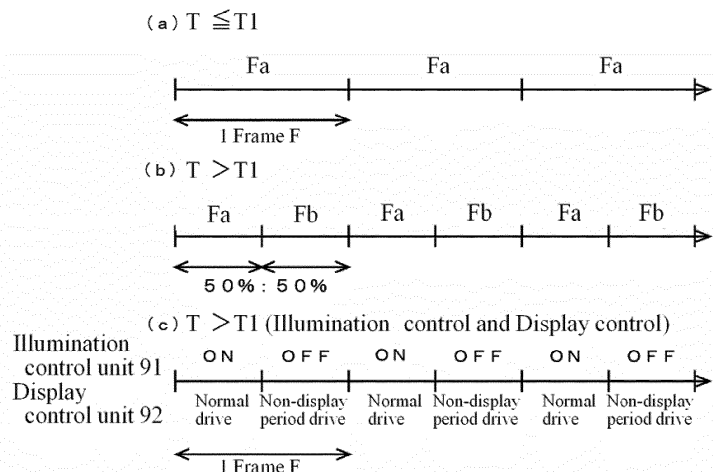 (a) T ≦T1
Fa Fa Fa
1 Frame F
(b) T >T1
Fa Fb Fa Fb Fa Fb
50% : 50%
(c) T >T1 (Illumination control and Display control)
Illumination
control unit 91
ON OFF ON OFF ON OFF
Display
control unit 92
Normal Non-display Normal Non-display Normal Non-display
drive period drive drive period drive drive period drive
1 Frame F